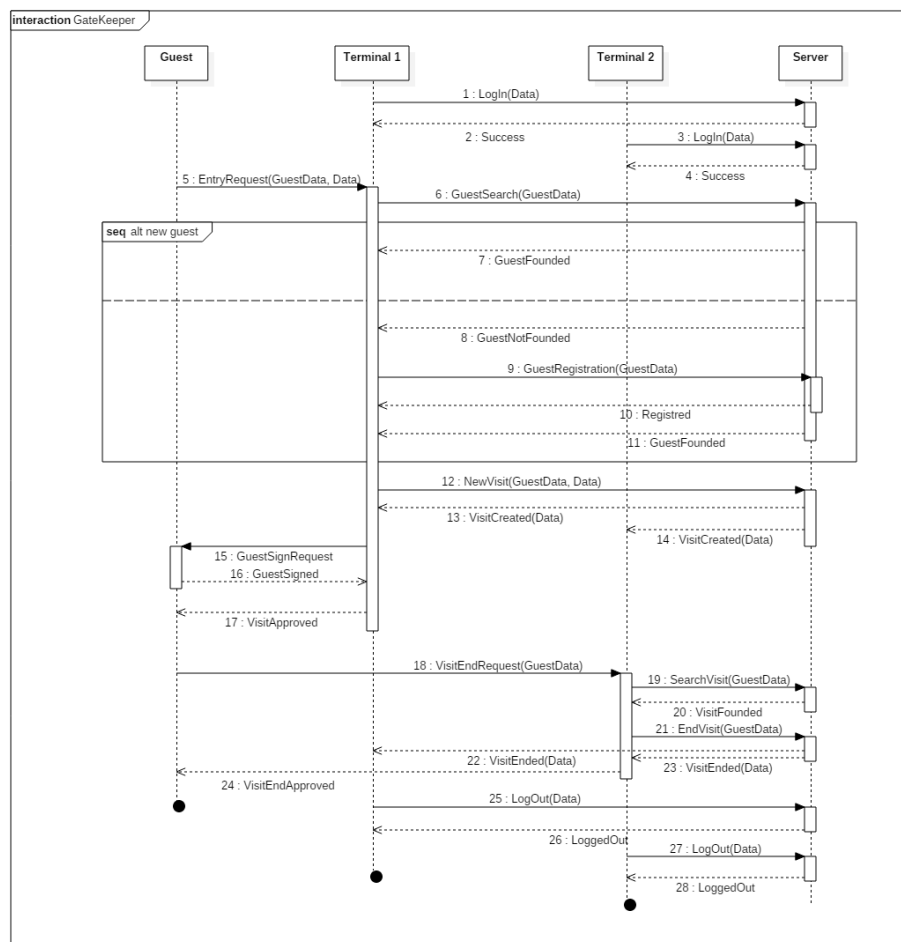 interaction GateKeeper
Guest
Terminal 1
Terminal 2
Server
1 : LogIn(Data)
2 : Success
3 : LogIn(Data)
4 : Success
5 : EntryRequest(GuestData, Data)
6 : GuestSearch(GuestData)
seq alt new guest
7 : GuestFounded
8 : GuestNotFounded
9 : GuestRegistration(GuestData)
10 : Registred
11 : GuestFounded
12 : NewVisit(GuestData, Data)
13 : VisitCreated(Data)
14 : VisitCreated(Data)
15 : GuestSignRequest
16 : GuestSigned
17 : VisitApproved
18 : VisitEndRequest(GuestData)
19 : SearchVisit(GuestData)
20 : VisitFounded
21 : EndVisit(GuestData)
22 : VisitEnded(Data)
23 : VisitEnded(Data)
24 : VisitEndApproved
25 : LogOut(Data)
26 : LoggedOut
27 : LogOut(Data)
28 : LoggedOut